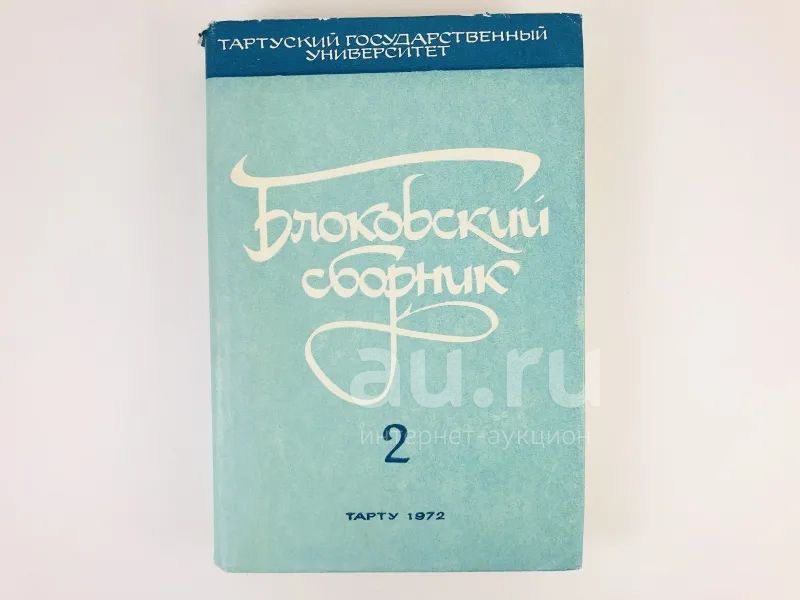 ТАРТУСКИЙ ГОСУДАРСТВЕННЫЙ
УНИВЕРСИТЕТ
Блоковский
сборник
au.ru
интернет-аукцион
2
ТАРТУ 1972